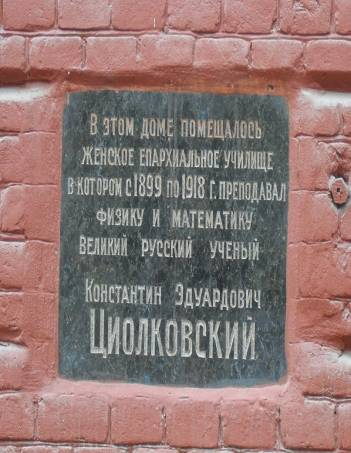 В этом доме помещалось
женское епархиальное училище
в котором с 1899 по 1918 г. преподавал
физику и математику
Великий русский ученый
Константин Эдуардович
Циолковский